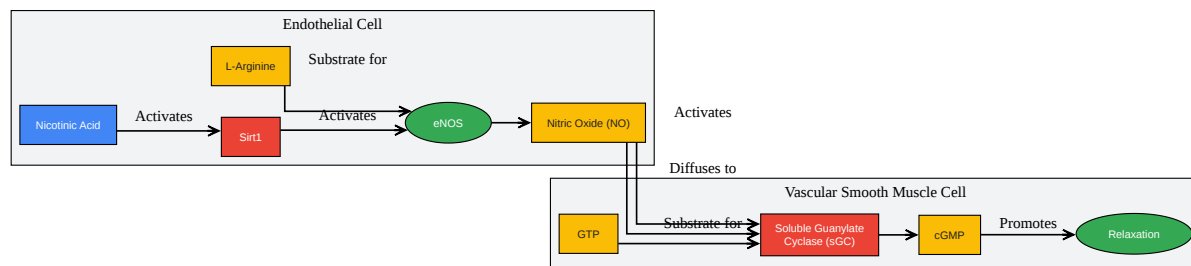 Endothelial Cell
L-Arginine
Substrate for
Nicotinic Acid
Activates
Sirt1
Activates
eNOS
Nitric Oxide (NO)
Activates
Diffuses to
Vascular Smooth Muscle Cell
GTP
Substrate for
Soluble Guanylate
Cyclase (sGC)
cGMP
Promotes
Relaxation